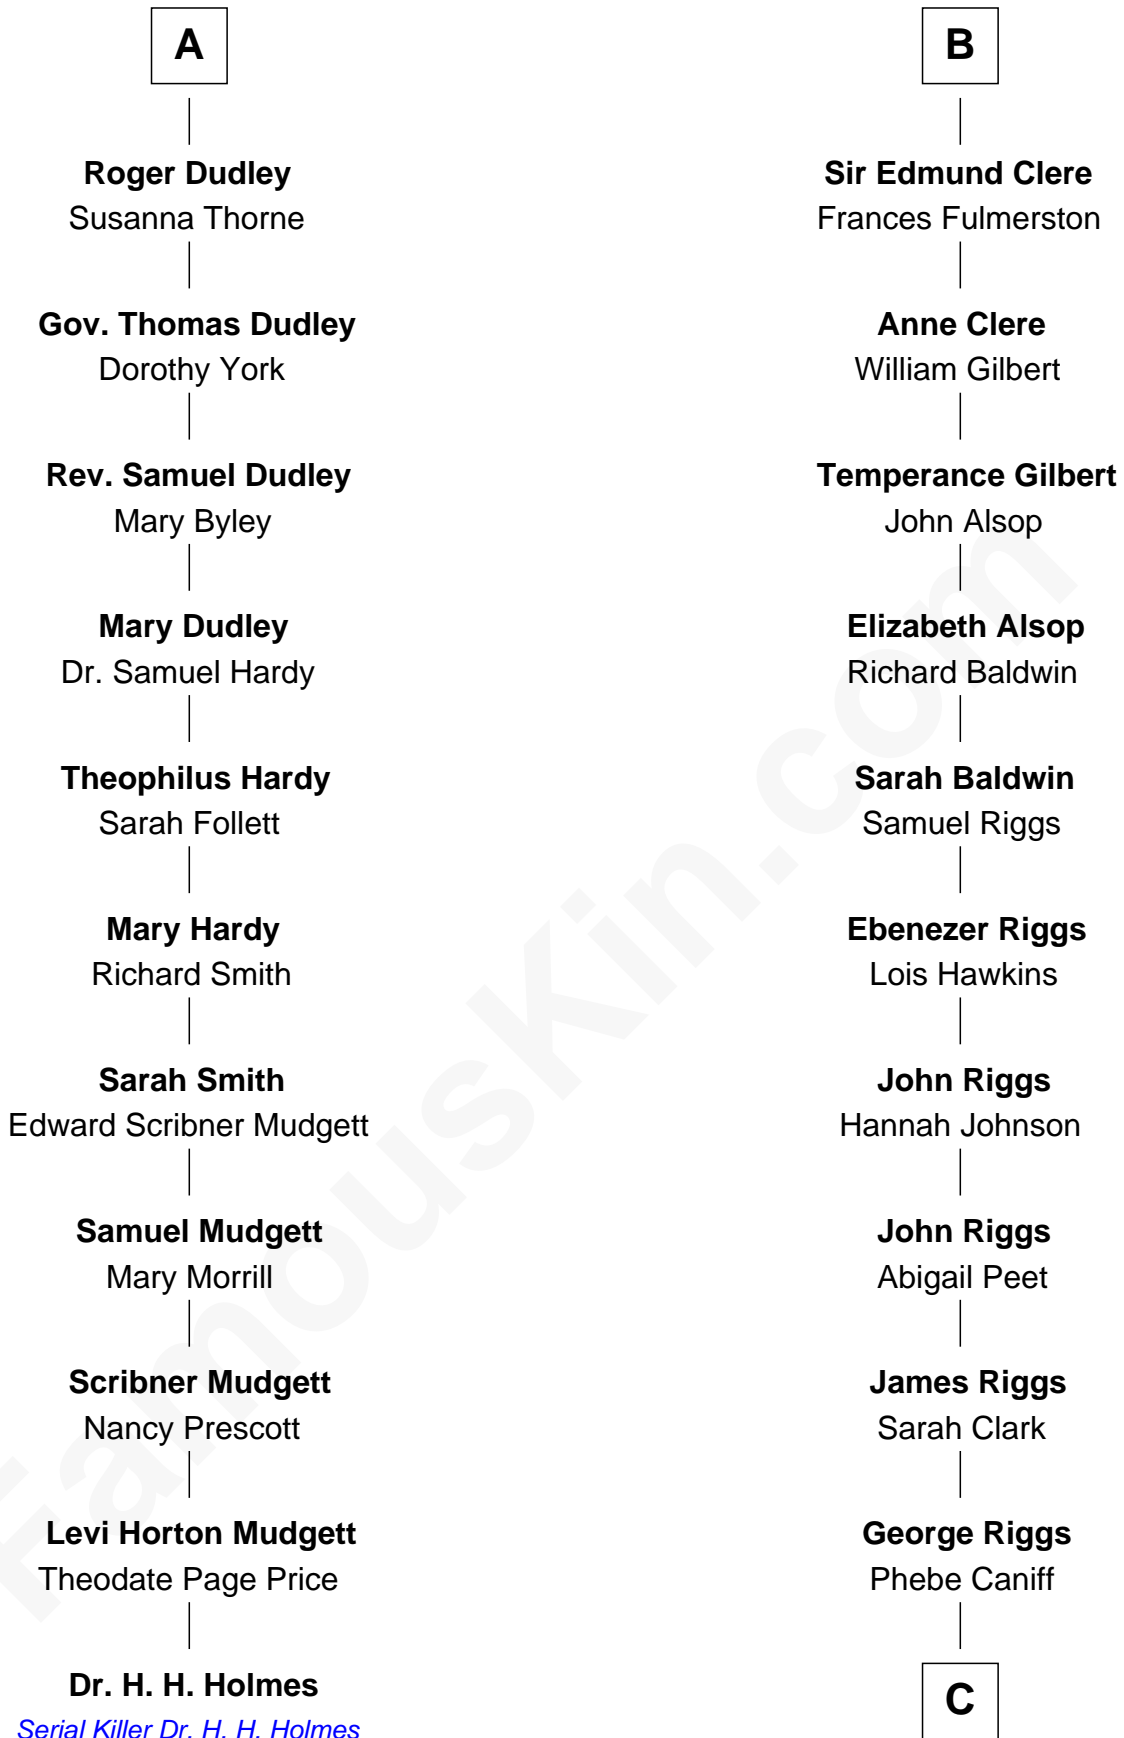 A
Roger Dudley
Susanna Thorne
Gov. Thomas Dudley
Dorothy York
Rev. Samuel Dudley
Mary Byley
Mary Dudley
Dr. Samuel Hardy
Theophilus Hardy
Sarah Follett
Mary Hardy
Richard Smith
Sarah Smith
Edward Scribner Mudgett
Samuel Mudgett
Mary Morrill
Scribner Mudgett
Nancy Prescott
Levi Horton Mudgett
Theodate Page Price
Dr. H. H. Holmes
Serial Killer Dr. H. H. Holmes
B
Sir Edmund Clere
Frances Fulmerston
Anne Clere
William Gilbert
Temperance Gilbert
John Alsop
Elizabeth Alsop
Richard Baldwin
Sarah Baldwin
Samuel Riggs
Ebenezer Riggs
Lois Hawkins
John Riggs
Hannah Johnson
John Riggs
Abigail Peet
James Riggs
Sarah Clark
George Riggs
Phebe Caniff
C
FamousKin.com